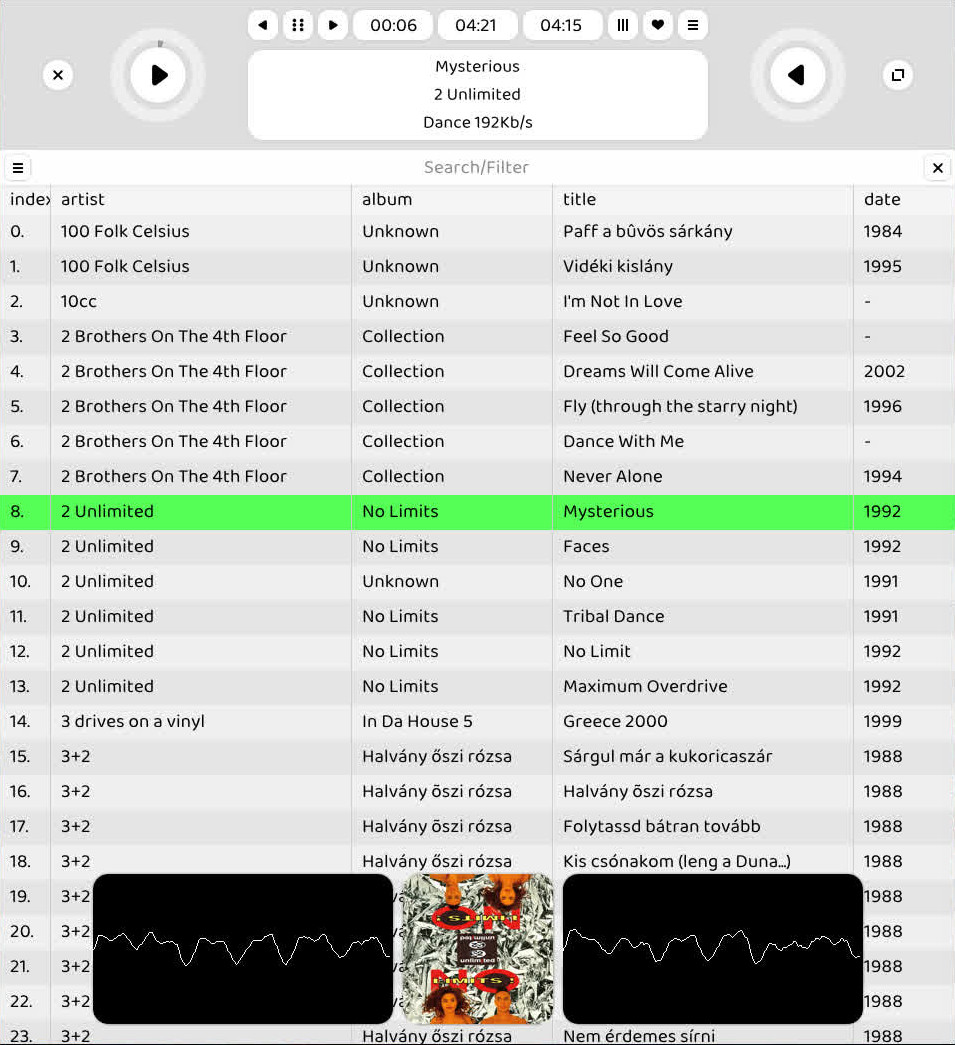 00:06 04:21 04:15
Mysterious
2 Unlimited
Dance 192Kb/s
Search/Filter
index artist album title date
0. 100 Folk Celsius Unknown Paff a bûvös sárkány 1984
1. 100 Folk Celsius Unknown Vidéki kislány 1995
2. 10cc Unknown I'm Not In Love -
3. 2 Brothers On The 4th Floor Collection Feel So Good -
4. 2 Brothers On The 4th Floor Collection Dreams Will Come Alive 2002
5. 2 Brothers On The 4th Floor Collection Fly (through the starry night) 1996
6. 2 Brothers On The 4th Floor Collection Dance With Me -
7. 2 Brothers On The 4th Floor Collection Never Alone 1994
8. 2 Unlimited No Limits Mysterious 1992
9. 2 Unlimited No Limits Faces 1992
10. 2 Unlimited Unknown No One 1991
11. 2 Unlimited No Limits Tribal Dance 1991
12. 2 Unlimited No Limits No Limit 1992
13. 2 Unlimited No Limits Maximum Overdrive 1992
14. 3 drives on a vinyl In Da House 5 Greece 2000 1999
15. 3+2 Halvány őszi rózsa Sárgul már a kukoricaszár 1988
16. 3+2 Halvány őszi rózsa Halvány õszi rózsa 1988
17. 3+2 Halvány őszi rózsa Folytassd bátran tovább 1988
18. 3+2 Halvány őszi rózsa Kis csónakom (leng a Duna...) 1988
19. 3+2 1988
20. 3+2 1988
21. 3+2 1988
22. 3+2 1988
NO
LIMITS
unlimited
unlimited
LIMITS
NO
23. 3+2 Halvány őszi rózsa Nem érdemes sírni 1988